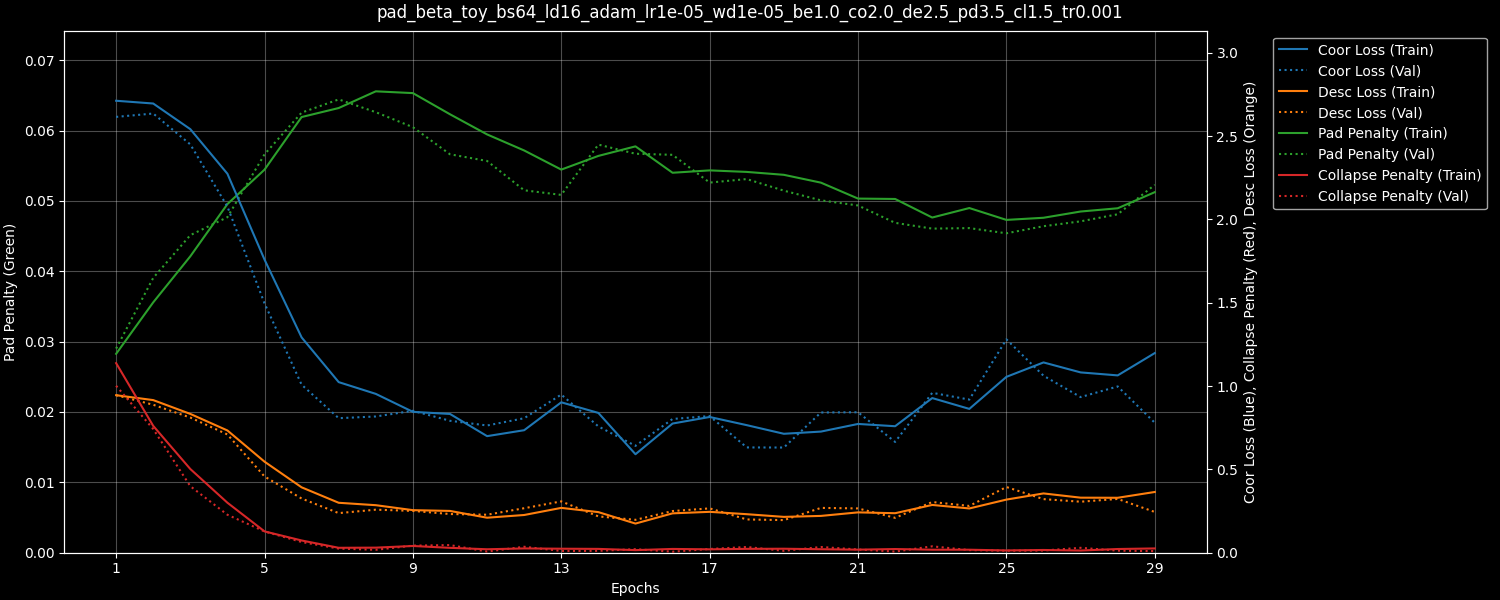 pad_beta_toy_bs64_ld16_adam_lr1e-05_wd1e-05_be1.0_co2.0_de2.5_pd3.5_cl1.5_tr0.001
Pad Penalty (Green)
0.07
0.06
0.05
0.04
0.03
0.02
0.01
0.00
1
5
9
13
17
21
25
29
Epochs
3.0
2.5
2.0
1.5
1.0
0.5
0.0
Coor Loss (Blue), Collapse Penalty (Red), Desc Loss (Orange)
Coor Loss (Train)
Coor Loss (Val)
Desc Loss (Train)
Desc Loss (Val)
Pad Penalty (Train)
Pad Penalty (Val)
Collapse Penalty (Train)
Collapse Penalty (Val)